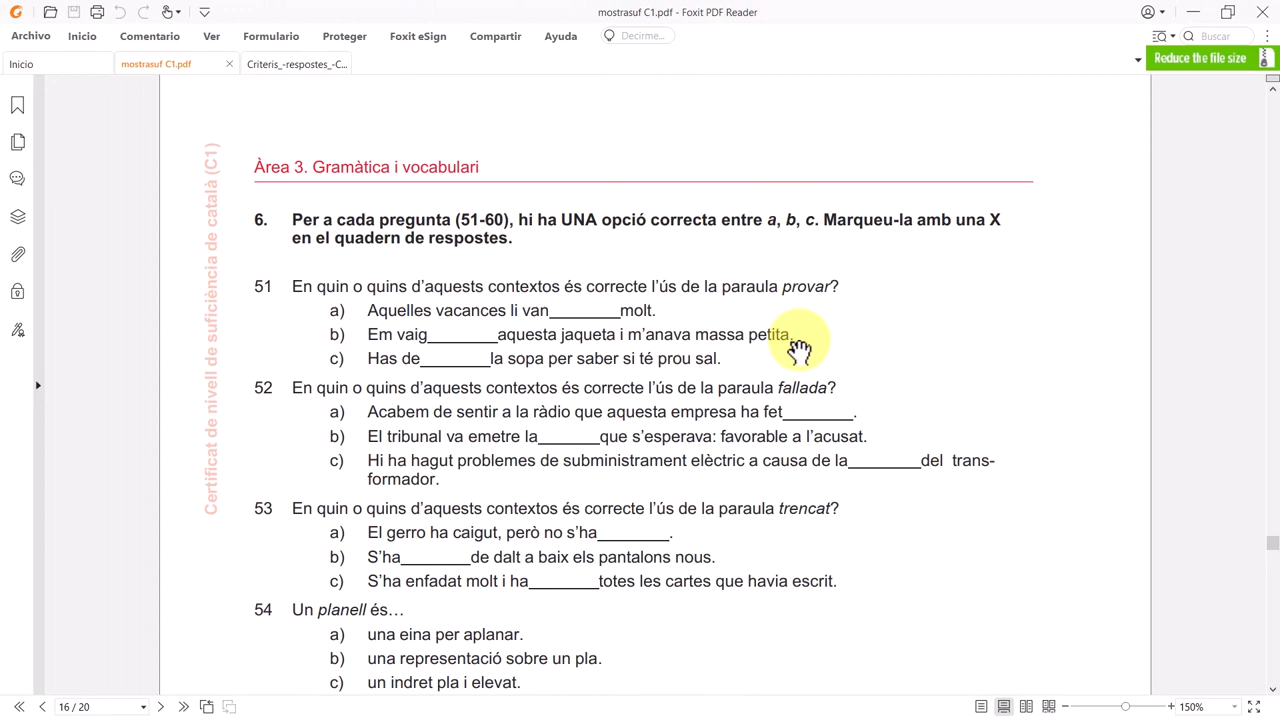 mostrasuf C1.pdf - Foxit PDF Reader
Archivo Inicio Comentario Ver Formulario Proteger Foxit eSign Compartir Ayuda Decirme... Buscar
Inicio mostrasuf C1.pdf Criteris_-respostes_-C...
Reduce the file size
Certificat de nivell de suficiència de català (C1)
Àrea 3. Gramàtica i vocabulari
6. Per a cada pregunta (51-60), hi ha UNA opció correcta entre a, b, c. Marqueu-la amb una X
en el quadern de respostes.
51 En quin o quins d'aquests contextos és correcte l'ús de la paraula provar?
a) Aquelles vacances li van________molt.
b) Em vaig________aquesta jaqueta i m'anava massa petita.
c) Has de________la sopa per saber si té prou sal.
52 En quin o quins d'aquests contextos és correcte l'ús de la paraula fallada?
a) Acabem de sentir a la ràdio que aquesta empresa ha fet________.
b) El tribunal va emetre la_______que s'esperava: favorable a l'acusat.
c) Hi ha hagut problemes de subministrament elèctric a causa de la________del trans-
formador.
53 En quin o quins d'aquests contextos és correcte l'ús de la paraula trencat?
a) El gerro ha caigut, però no s'ha________.
b) S'ha________de dalt a baix els pantalons nous.
c) S'ha enfadat molt i ha________totes les cartes que havia escrit.
54 Un planell és…
a) una eina per aplanar.
b) una representació sobre un pla.
c) un indret pla i elevat.
16 / 20 150%